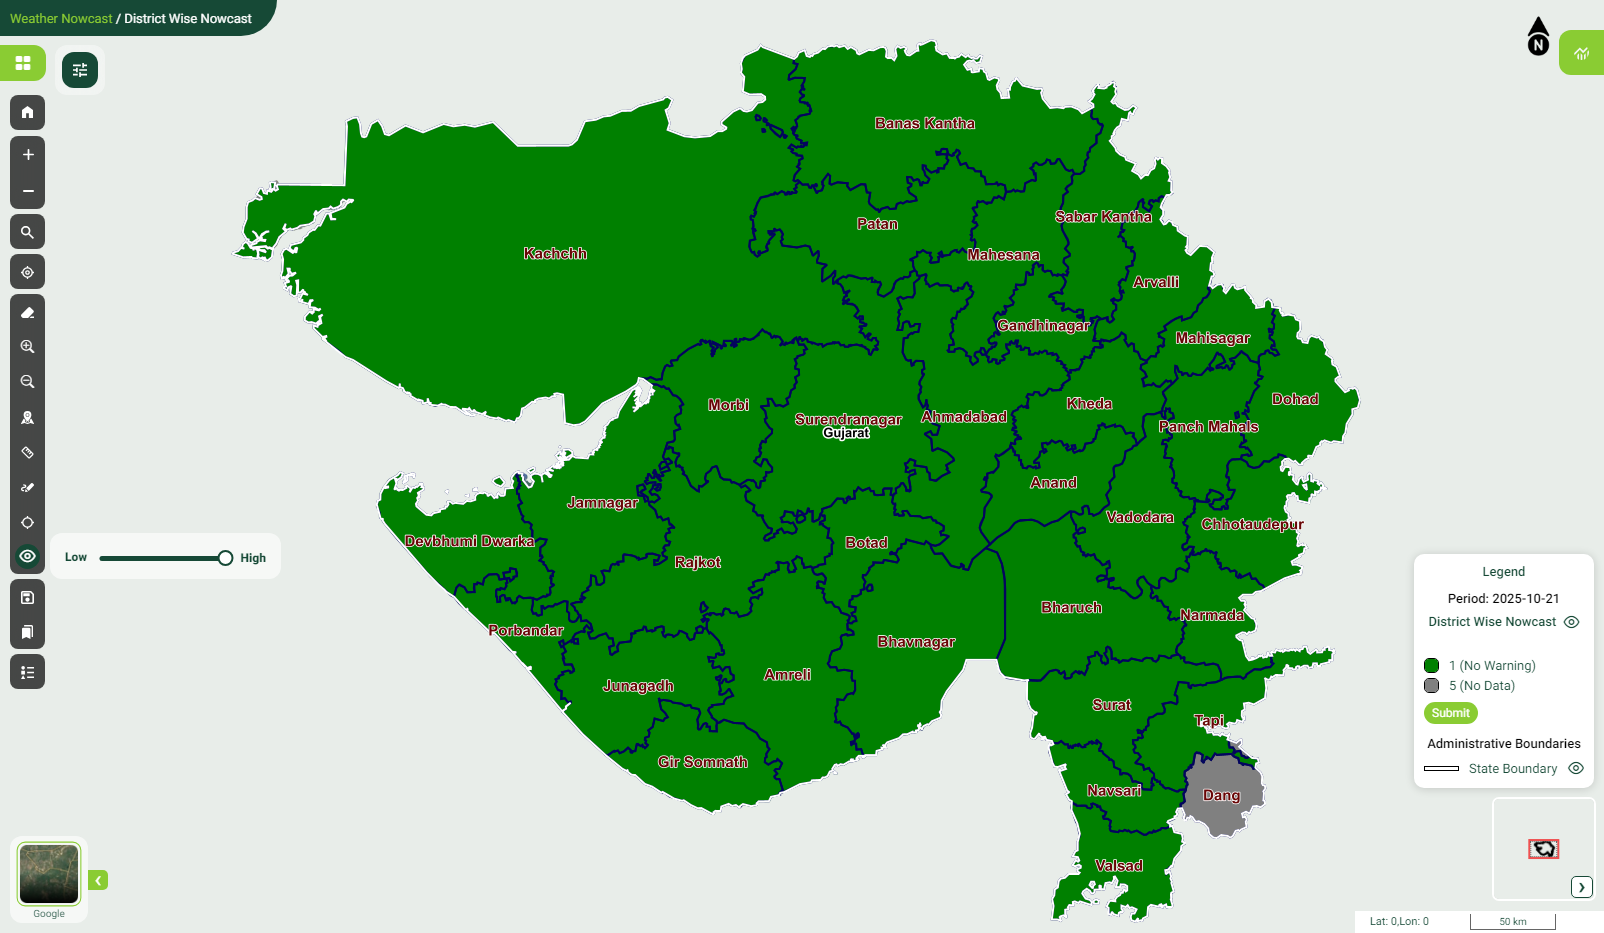 Weather Nowcast / District Wise Nowcast
N
Banas Kantha
Patan
Sabar Kantha
Kachchh
Mahesana
Arvalli
Gandhinagar
Mahisagar
Morbi
Surendranagar
Gujarat
Ahmadabad
Kheda
Dohad
Panch Mahals
Anand
Jamnagar
Vadodara
Chhotaudepur
Devbhumi Dwarka
Botad
Rajkot
Low
High
Bharuch
Narmada
Porbandar
Bhavnagar
Junagadh
Amreli
Surat
Tapi
Gir Somnath
Navsari
Dang
Valsad
Legend
Period: 2025-10-21
District Wise Nowcast
1 (No Warning)
5 (No Data)
Submit
Administrative Boundaries
State Boundary
Google
Lat: 0,Lon: 0
50 km